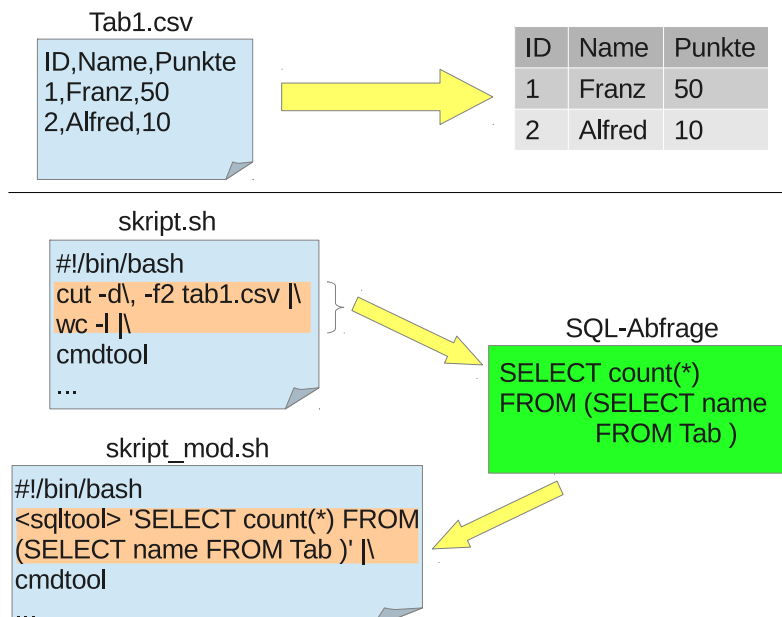 Tab1.csv
ID,Name,Punkte
1,Franz,50
2,Alfred,10
ID Name Punkte
1 Franz 50
2 Alfred 10
skript.sh
#!/bin/bash
cut -d\, -f2 tab1.csv |\
wc -l |\
cmdtool
...
SQL-Abfrage
SELECT count(*)
FROM (SELECT name
FROM Tab )
skript_mod.sh
#!/bin/bash
<sqltool> 'SELECT count(*) FROM
(SELECT name FROM Tab )' |\
cmdtool
...